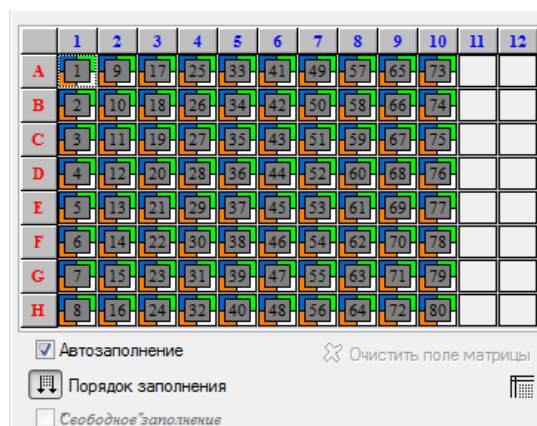 1 2 3 4 5 6 7 8 9 10 11 12
A 1 9 17 25 33 41 49 57 65 73
B 2 10 18 26 34 42 50 58 66 74
C 3 11 19 27 35 43 51 59 67 75
D 4 12 20 28 36 44 52 60 68 76
E 5 13 21 29 37 45 53 61 69 77
F 6 14 22 30 38 46 54 62 70 78
G 7 15 23 31 39 47 55 63 71 79
H 8 16 24 32 40 48 56 64 72 80
Автозаполнение Очистить поле матрицы
Порядок заполнения
"Свободное" заполнение